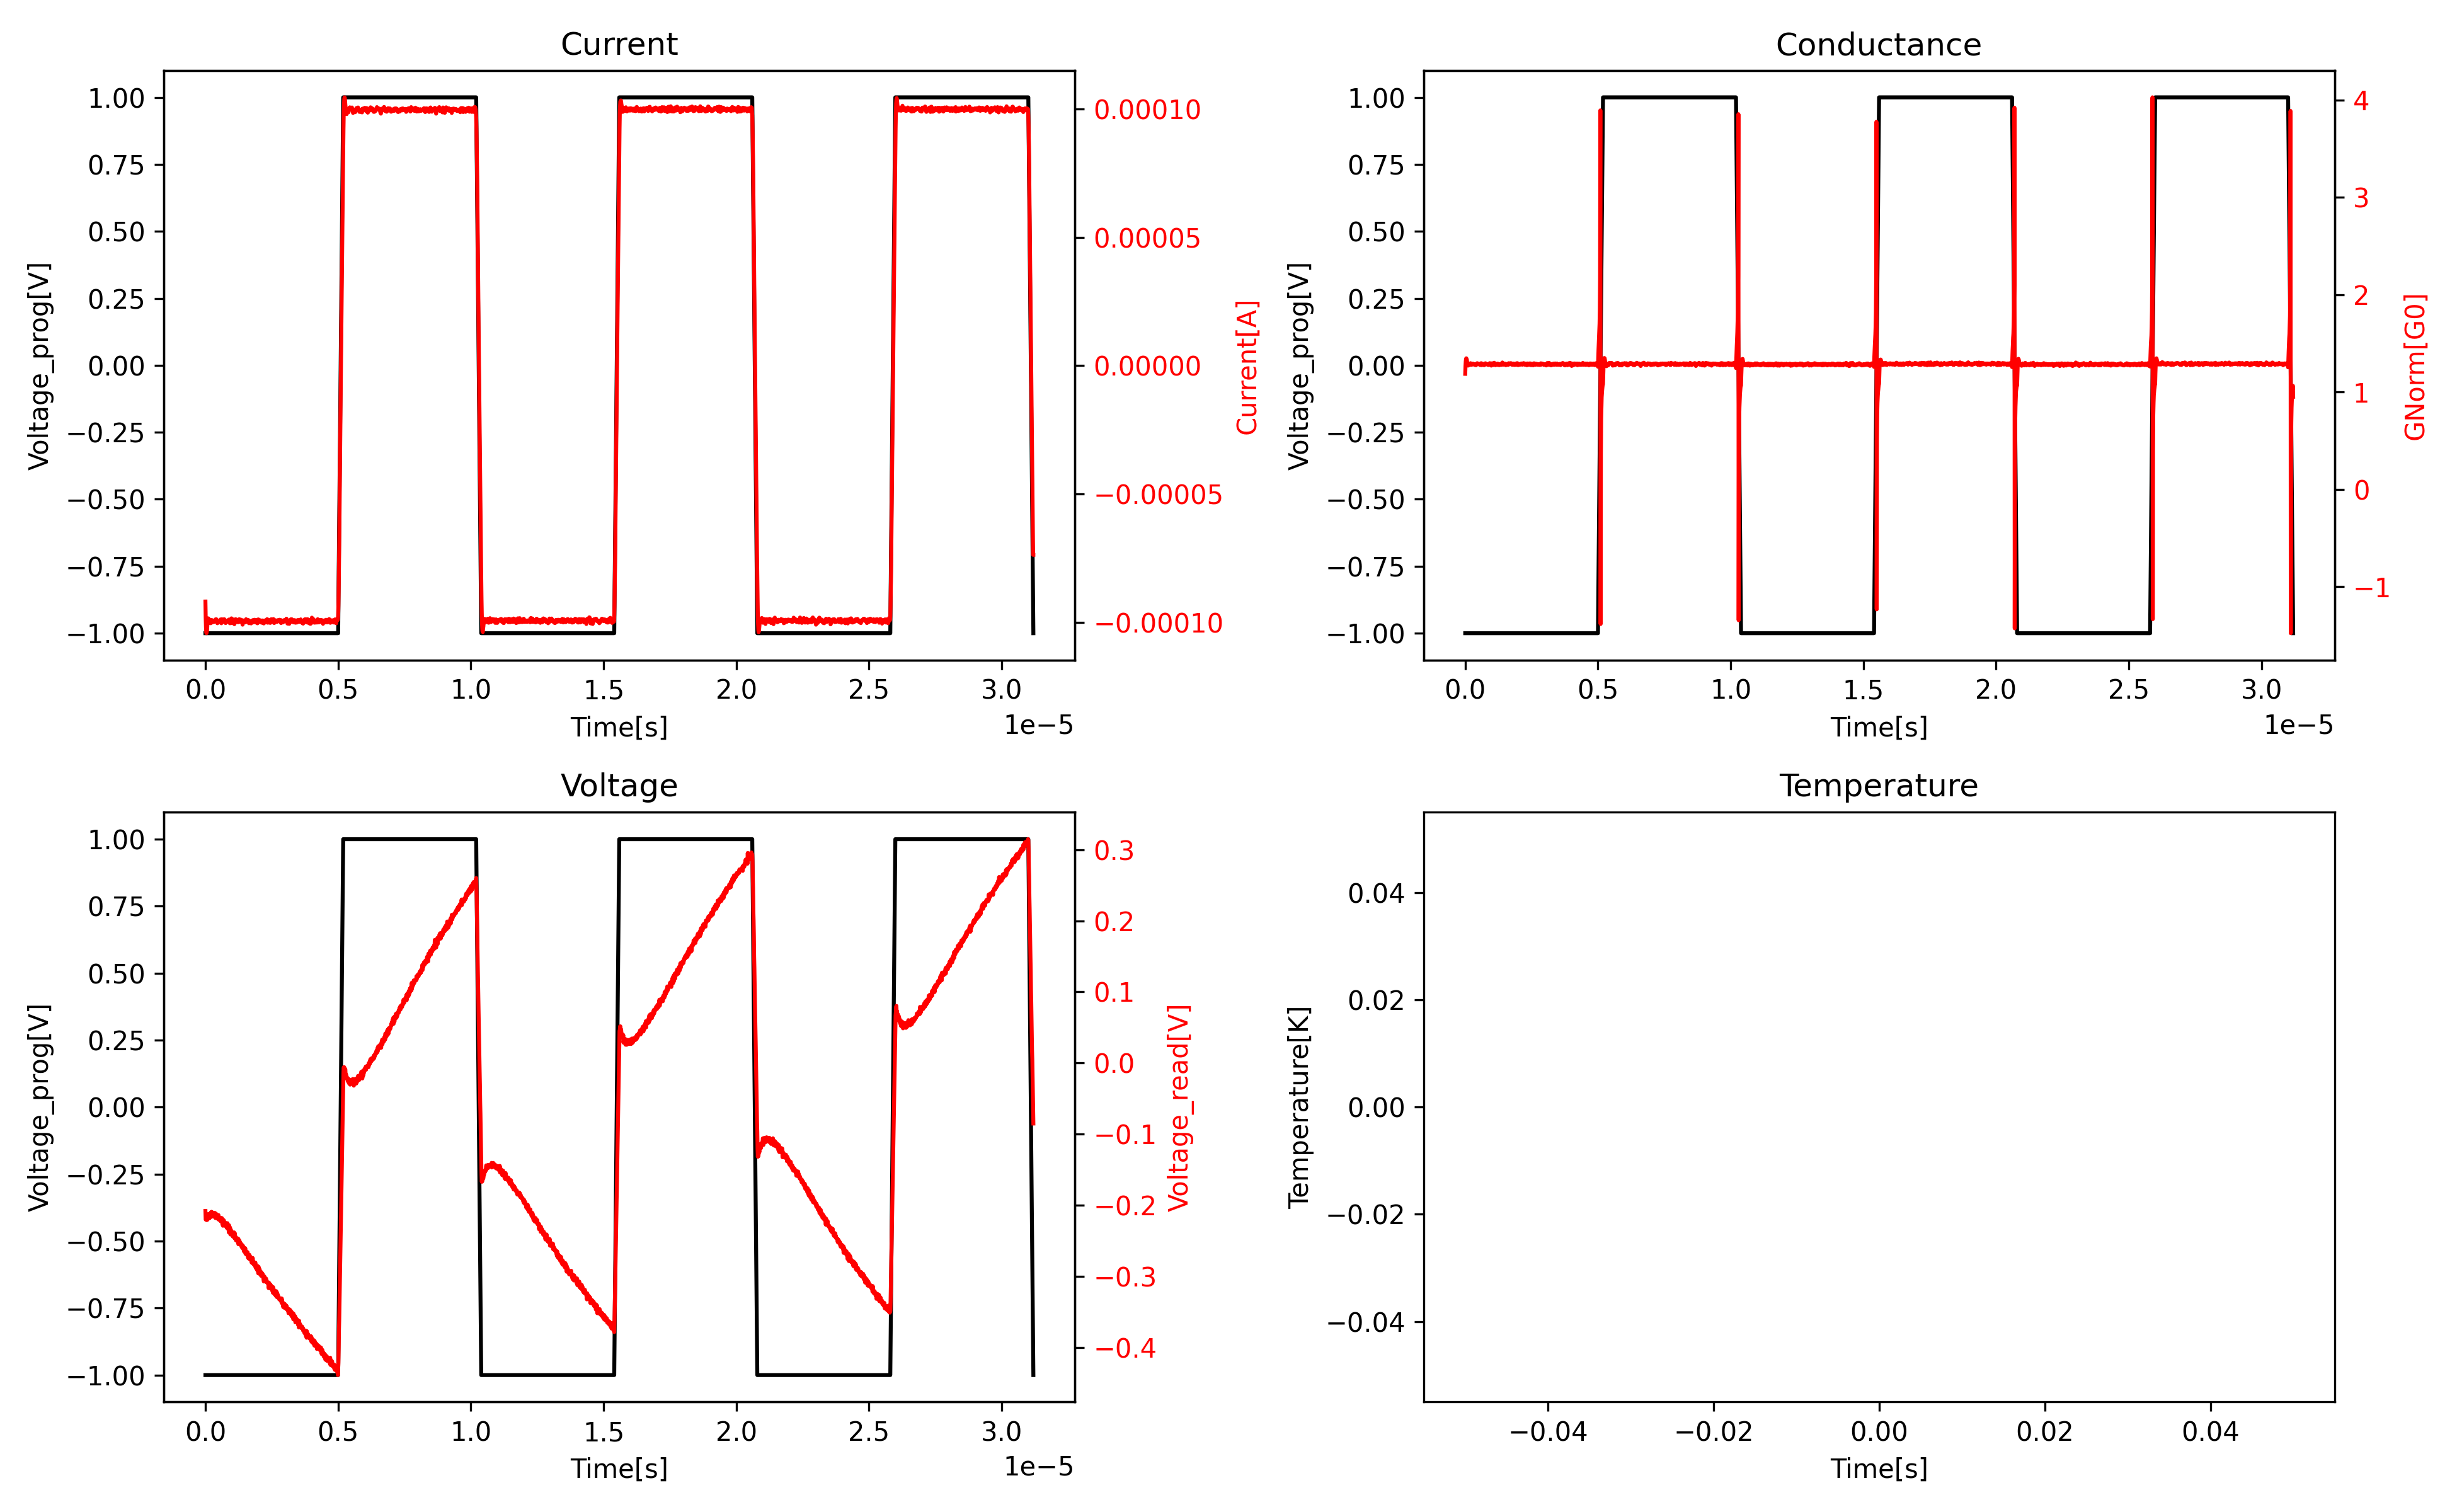 Current
1.00
0.75
0.50
0.25
0.00
−0.25
−0.50
−0.75
−1.00
Voltage_prog[V]
0.00010
0.00005
0.00000
−0.00005
−0.00010
Current[A]
0.0 0.5 1.0 1.5 2.0 2.5 3.0
Time[s]
1e−5
Conductance
1.00
0.75
0.50
0.25
0.00
−0.25
−0.50
−0.75
−1.00
Voltage_prog[V]
4
3
2
1
0
−1
GNorm[G0]
0.0 0.5 1.0 1.5 2.0 2.5 3.0
Time[s]
1e−5
Voltage
1.00
0.75
0.50
0.25
0.00
−0.25
−0.50
−0.75
−1.00
Voltage_prog[V]
0.3
0.2
0.1
0.0
−0.1
−0.2
−0.3
−0.4
Voltage_read[V]
0.0 0.5 1.0 1.5 2.0 2.5 3.0
Time[s]
1e−5
Temperature
0.04
0.02
0.00
−0.02
−0.04
Temperature[K]
−0.04 −0.02 0.00 0.02 0.04
Time[s]